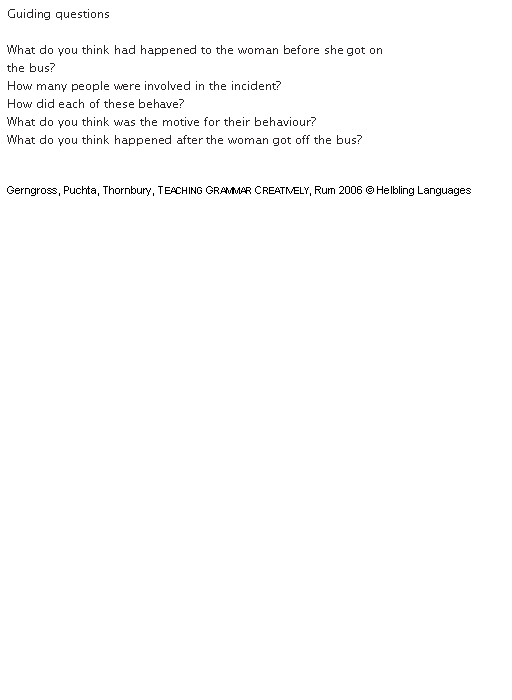 Guiding questions
What do you think had happened to the woman before she got on
the bus?
How many people were involved in the incident?
How did each of these behave?
What do you think was the motive for their behaviour?
What do you think happened after the woman got off the bus?
Gerngross, Puchta, Thornbury, TEACHING GRAMMAR CREATIVELY, Rum 2006 © Helbling Languages